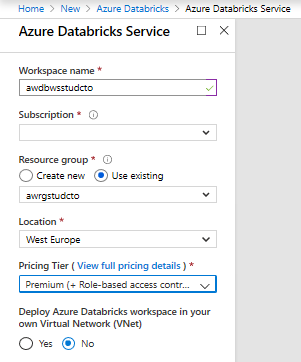 Home > New > Azure Databricks > Azure Databricks Service
Azure Databricks Service
Workspace name *
awdbwsstudcto
Subscription *
Resource group *
Create new Use existing
awrgstudcto
Location *
West Europe
Pricing Tier ( View full pricing details ) *
Premium (+ Role-based access contr...
Deploy Azure Databricks workspace in your
own Virtual Network (VNet)
Yes No